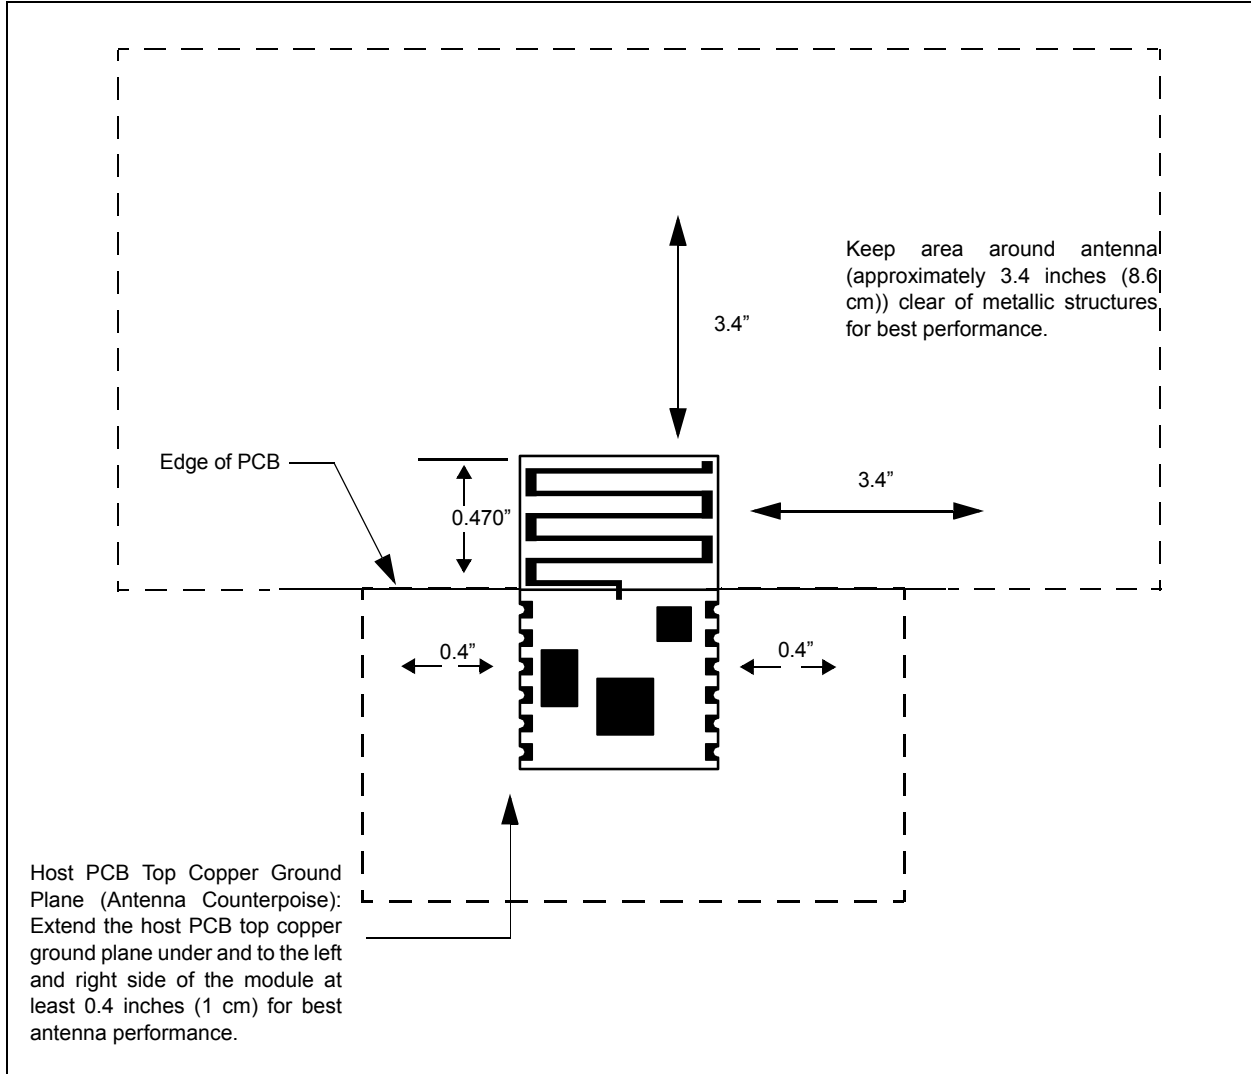 Keep area around antenna
(approximately 3.4 inches (8.6
cm)) clear of metallic structures
for best performance.
3.4”
Edge of PCB
0.470”
3.4”
0.4”
0.4”
Host PCB Top Copper Ground
Plane (Antenna Counterpoise):
Extend the host PCB top copper
ground plane under and to the left
and right side of the module at
least 0.4 inches (1 cm) for best
antenna performance.